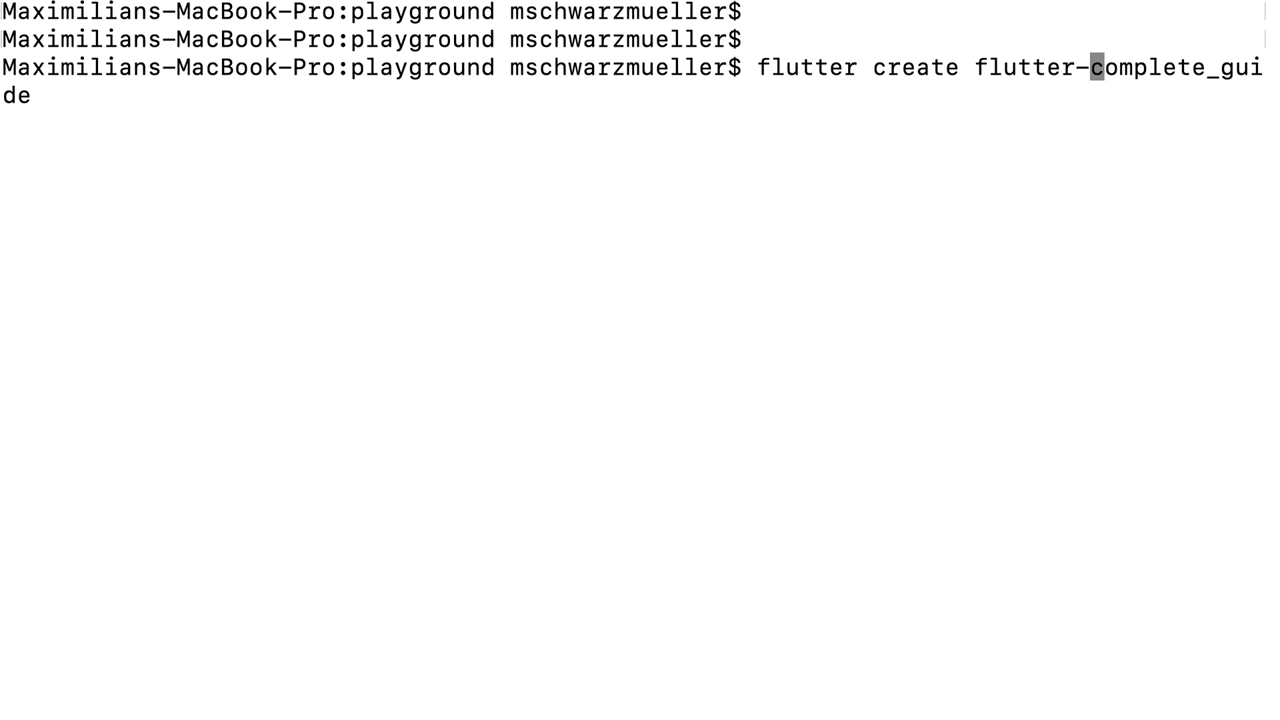 Maximilians-MacBook-Pro:playground mschwarzmueller$
Maximilians-MacBook-Pro:playground mschwarzmueller$
Maximilians-MacBook-Pro:playground mschwarzmueller$ flutter create flutter-complete_gui
de